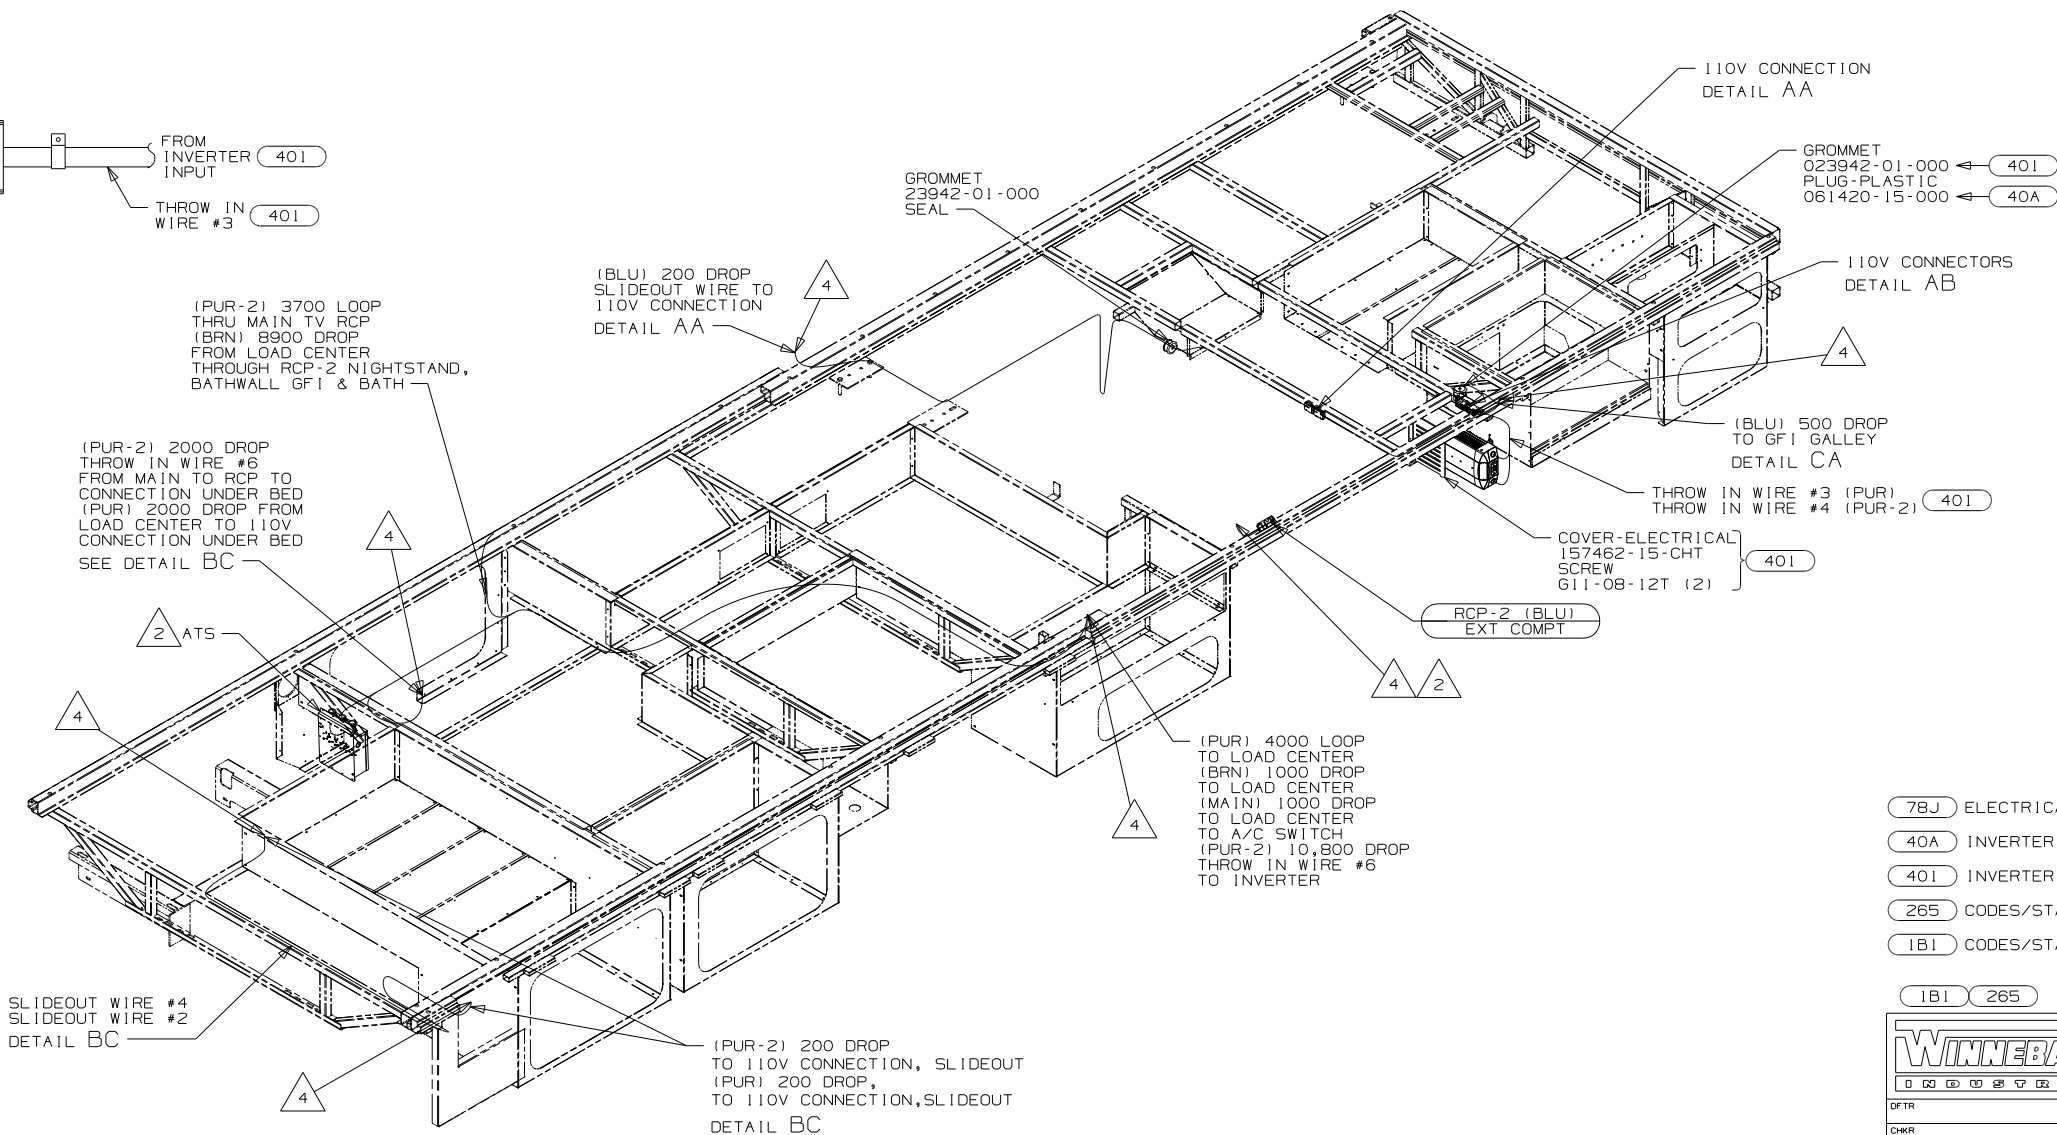 FROM
INVERTER 401
INPUT
THROW IN 401
WIRE #3
110V CONNECTION
DETAIL AA
GROMMET
023942-01-000 401
PLUG-PLASTIC
061420-15-000 40A
GROMMET
23942-01-000
SEAL
110V CONNECTORS
DETAIL AB
(BLU) 200 DROP
SLIDEOUT WIRE TO
110V CONNECTION
DETAIL AA
4
(PUR-2) 3700 LOOP
THRU MAIN TV RCP
(BRN) 8900 DROP
FROM LOAD CENTER
THROUGH RCP-2 NIGHTSTAND,
BATHWALL GFI & BATH
4
(BLU) 500 DROP
TO GFI GALLEY
DETAIL CA
(PUR-2) 2000 DROP
THROW IN WIRE #6
FROM MAIN TO RCP TO
CONNECTION UNDER BED
(PUR) 2000 DROP FROM
LOAD CENTER TO 110V
CONNECTION UNDER BED
SEE DETAIL BC
4
THROW IN WIRE #3 (PUR)
THROW IN WIRE #4 (PUR-2) 401
COVER-ELECTRICAL
157462-15-CHT
SCREW
G11-08-12T (2)
401
RCP-2 (BLU)
EXT COMPT
2 ATS
4 2
4
(PUR) 4000 LOOP
TO LOAD CENTER
(BRN) 1000 DROP
TO LOAD CENTER
(MAIN) 1000 DROP
TO LOAD CENTER
TO A/C SWITCH
(PUR-2) 10,800 DROP
THROW IN WIRE #6
TO INVERTER
4
78J ELECTRICA
40A INVERTER
401 INVERTER
265 CODES/STA
1B1 CODES/STA
1B1 265
SLIDEOUT WIRE #4
SLIDEOUT WIRE #2
DETAIL BC
4
(PUR-2) 200 DROP
TO 110V CONNECTION, SLIDEOUT
(PUR) 200 DROP,
TO 110V CONNECTION,SLIDEOUT
DETAIL BC
WINNEBA
INDUSTR
DFTR
CHKR